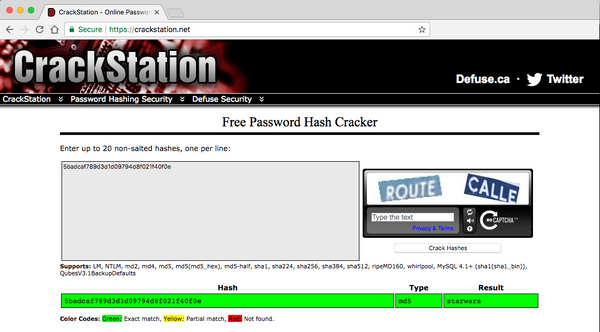 CrackStation - Online Passwo
Secure https://crackstation.net
CrackStation
Defuse.ca · Twitter
CrackStation Password Hashing Security Defuse Security
Free Password Hash Cracker
Enter up to 20 non-salted hashes, one per line:
5badcaf789d3d1d09794d8f021f40f0e
ROUTE CALLE
Type the text
Privacy & Terms
CAPTCHA
Crack Hashes
Supports: LM, NTLM, md2, md4, md5, md5(md5_hex), md5-half, sha1, sha224, sha256, sha384, sha512, ripeMD160, whirlpool, MySQL 4.1+ (sha1(sha1_bin)),
QubesV3.1BackupDefaults
Hash Type Result
5badcaf789d3d1d09794d8f021f40f0e md5 starwars
Color Codes: Green: Exact match, Yellow: Partial match, Red: Not found.